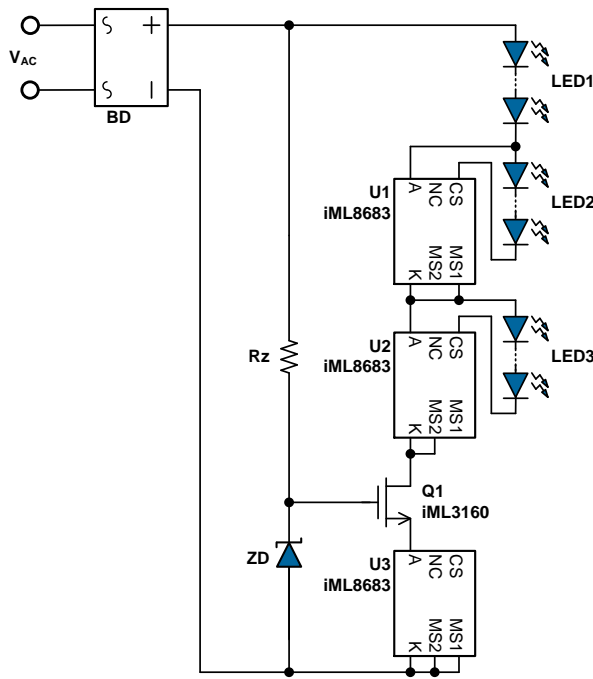 V_AC
S
+
S
−
BD
LED1
U1
iML8683
A
NC
CS
K
MS2
MS1
LED2
U2
iML8683
A
NC
CS
K
MS2
MS1
LED3
Rz
Q1
iML3160
ZD
U3
iML8683
A
NC
CS
K
MS2
MS1